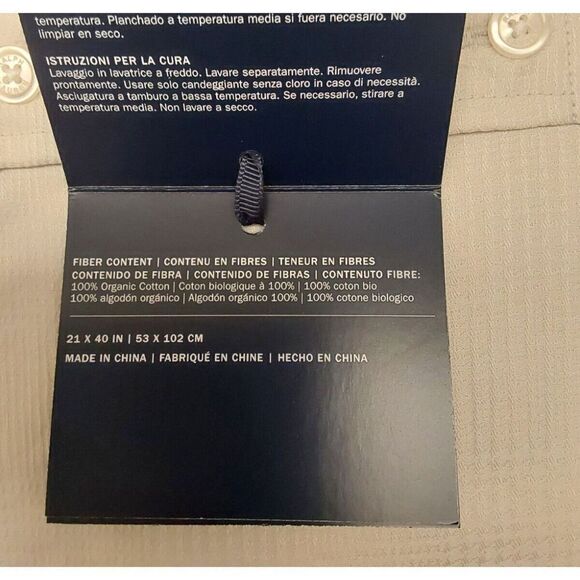 temperatura. Planchado a temperatura media si fuera necesario. No
limpiar en seco.
ISTRUZIONI PER LA CURA
Lavaggio in lavatrice a freddo. Lavare separatamente. Rimuovere
prontamente. Usare solo candeggiante senza cloro in caso di necessità.
Asciugatura a tamburo a bassa temperatura. Se necessario, stirare a
temperatura media. Non lavare a secco.
FIBER CONTENT | CONTENU EN FIBRES | TENEUR EN FIBRES
CONTENIDO DE FIBRA | CONTENIDO DE FIBRAS | CONTENUTO FIBRE:
100% Organic Cotton | Coton biologique à 100% | 100% coton bio
100% algodón orgánico | Algodón orgánico 100% | 100% cotone biologico
21 X 40 IN | 53 X 102 CM
MADE IN CHINA | FABRIQUÉ EN CHINE | HECHO EN CHINA